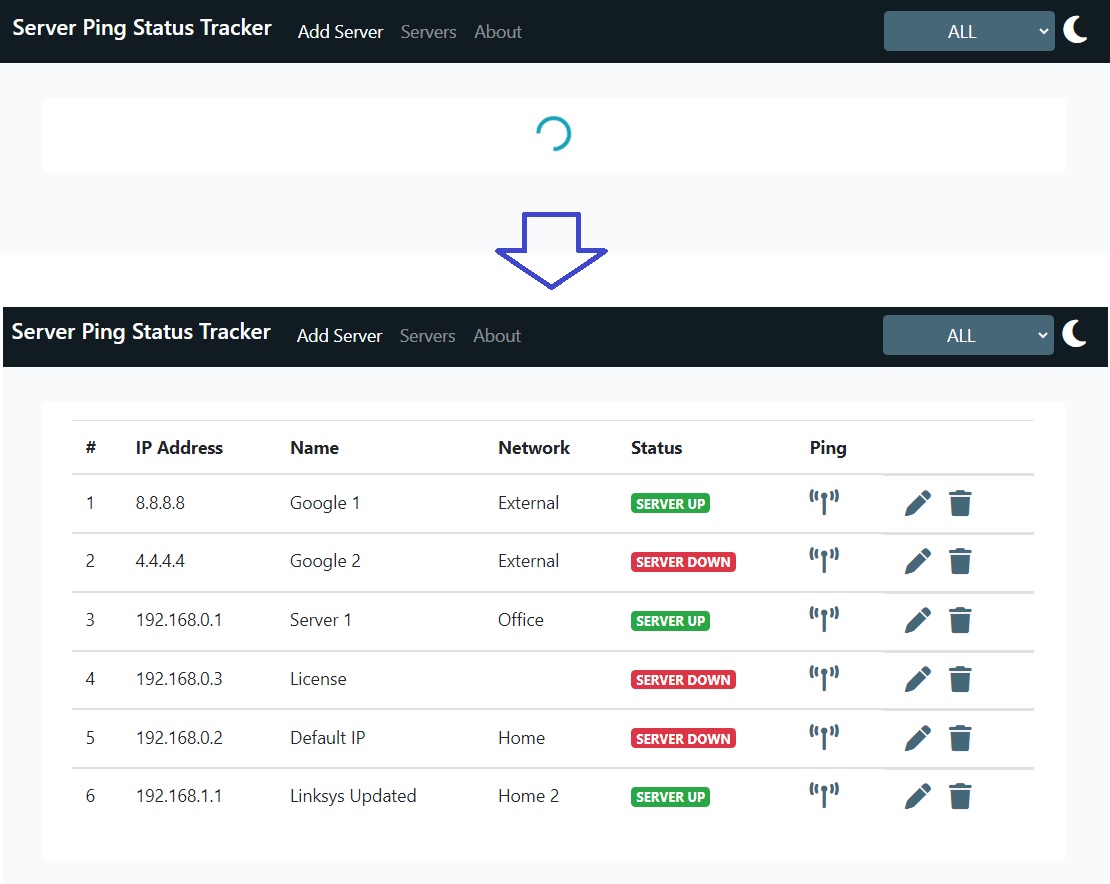 Server Ping Status Tracker Add Server Servers About ALL
Server Ping Status Tracker Add Server Servers About ALL
# IP Address Name Network Status Ping
1 8.8.8.8 Google 1 External SERVER UP
2 4.4.4.4 Google 2 External SERVER DOWN
3 192.168.0.1 Server 1 Office SERVER UP
4 192.168.0.3 License SERVER DOWN
5 192.168.0.2 Default IP Home SERVER DOWN
6 192.168.1.1 Linksys Updated Home 2 SERVER UP